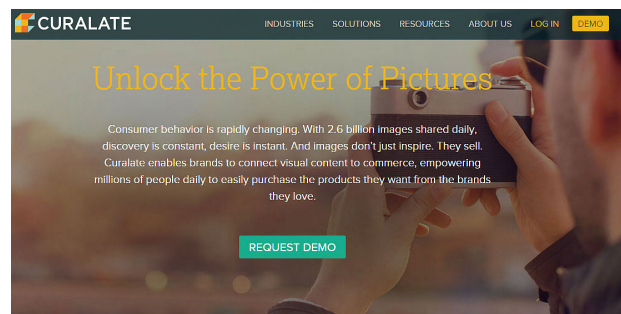 CURALATE
INDUSTRIES SOLUTIONS RESOURCES ABOUT US LOG IN DEMO
Unlock the Power of Pictures
Consumer behavior is rapidly changing. With 2.6 billion images shared daily,
discovery is constant, desire is instant. And images don't just inspire. They sell.
Curalate enables brands to connect visual content to commerce, empowering
millions of people daily to easily purchase the products they want from the brands
they love.
REQUEST DEMO